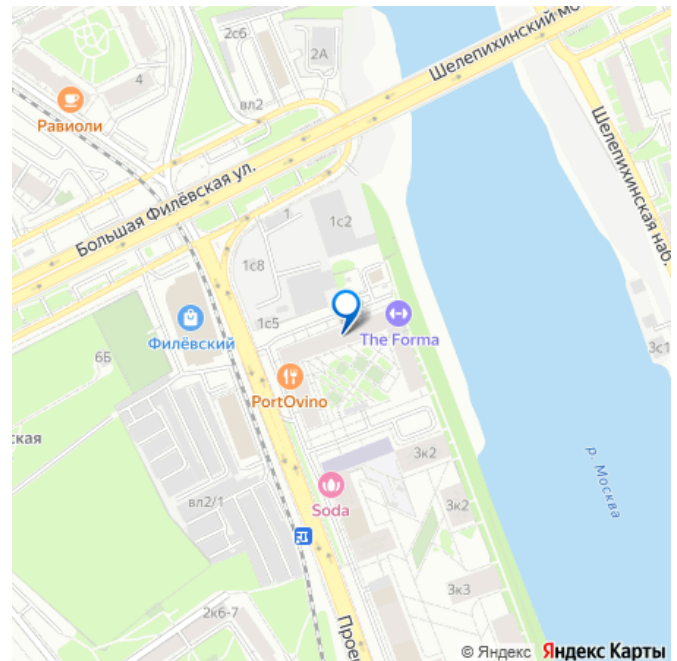 2с6
2А
4
вл2
Равиоли
Шелепихинский мо
Шелепихинская наб.
Большая Филёвская ул.
1
1с2
1с8
1с5
Филёвский
The Forma
6Б
3с1
PortOvino
ская
3к2
р. Москва
Soda
вл2/1
3к2
3к3
2к6-7
Прое
© Яндекс Яндекс Карты